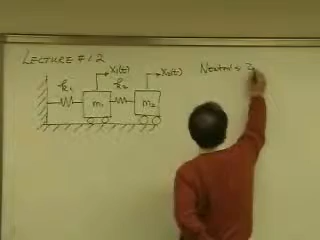 LECTURE #12
x₁(t)
x₂(t)
k₁
k₂
m₁
m₂
Newton's 2